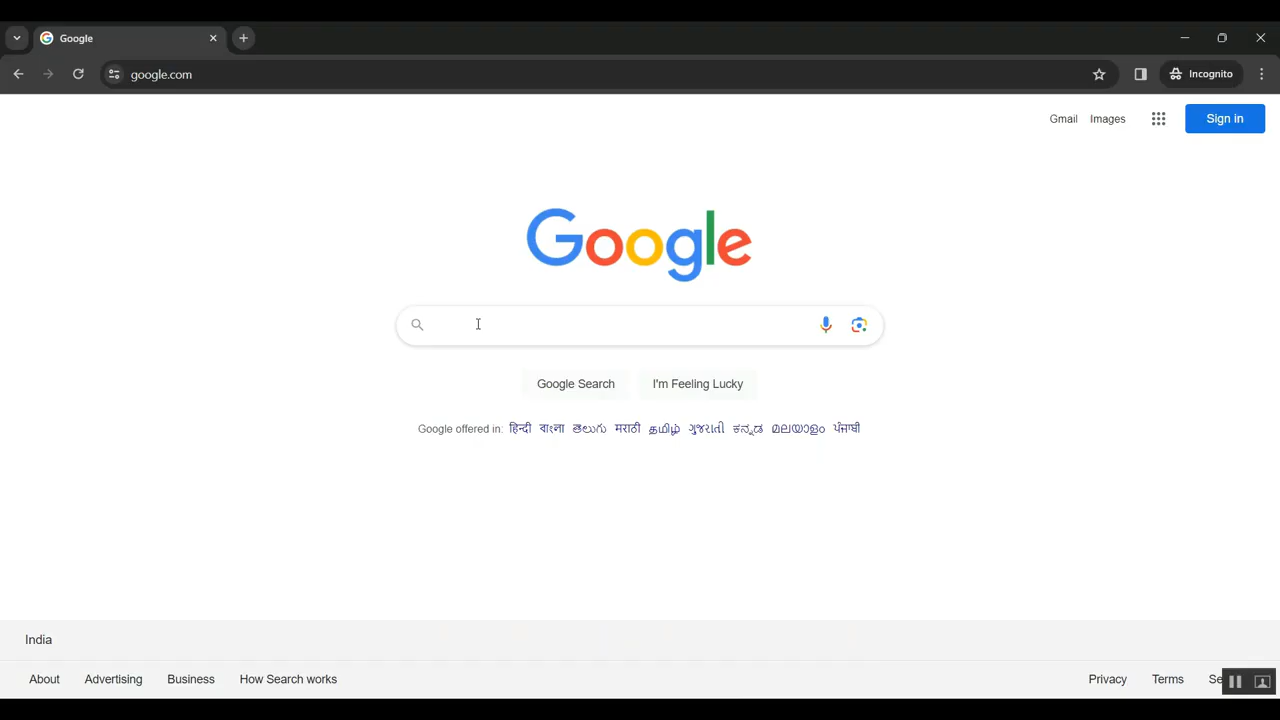 Google
google.com
Incognito
Gmail Images Sign in
Google
Google Search I'm Feeling Lucky
Google offered in: हिन्दी বাংলা తెలుగు मराठी தமிழ் ગુજરાતી ಕನ್ನಡ മലയാളം ਪੰਜਾਬੀ
India
About Advertising Business How Search works Privacy Terms